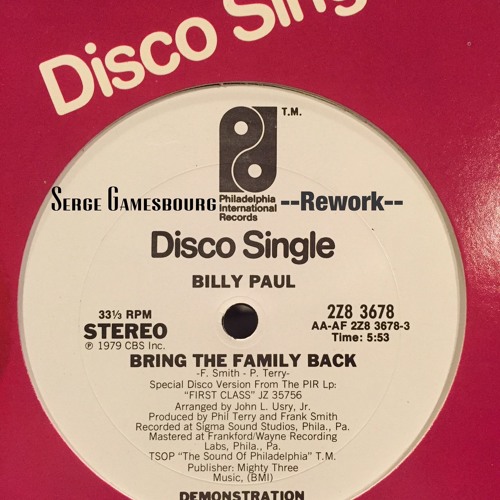 Disco Single
T.M.
Philadelphia
International
Records
SERGE GAMESBOURG --Rework--
Disco Single
BILLY PAUL
33⅓ RPM
STEREO
℗ 1979 CBS Inc.
2Z8 3678
AA-AF 2Z8 3678-3
Time: 5:53
BRING THE FAMILY BACK
-F. Smith - P. Terry-
Special Disco Version From The PIR Lp:
"FIRST CLASS" JZ 35756
Arranged by John L. Usry, Jr.
Produced by Phil Terry and Frank Smith
Recorded at Sigma Sound Studios, Phila., Pa.
Mastered at Frankford/Wayne Recording
Labs, Phila., Pa.
TSOP "The Sound Of Philadelphia" T.M.
Publisher: Mighty Three
Music, (BMI)
DEMONSTRATION